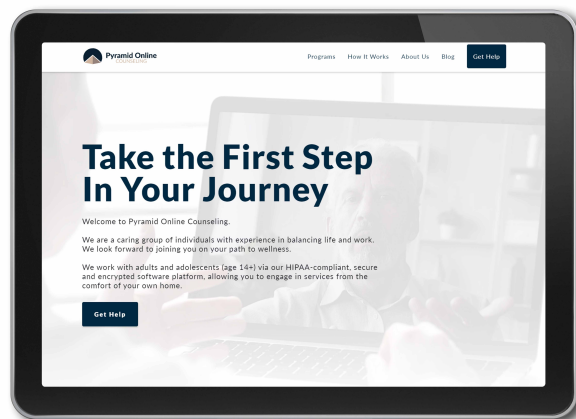 Pyramid Online
COUNSELING
Programs How It Works About Us Blog Get Help
Take the First Step
In Your Journey
Welcome to Pyramid Online Counseling.
We are a caring group of individuals with experience in balancing life and work.
We look forward to joining you on your path to wellness.
We work with adults and adolescents (age 14+) via our HIPAA-compliant, secure
and encrypted software platform, allowing you to engage in services from the
comfort of your own home.
Get Help